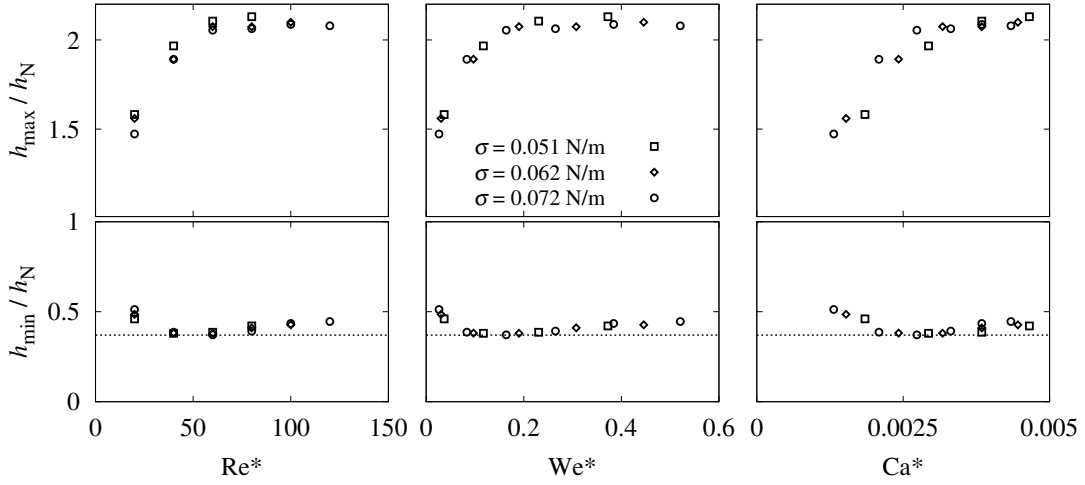 h_max / h_N
2
1.5
1
σ = 0.051 N/m
σ = 0.062 N/m
σ = 0.072 N/m
h_min / h_N
0.5
0
0 50 100 150
0 0.2 0.4 0.6
0 0.0025 0.005
Re*
We*
Ca*